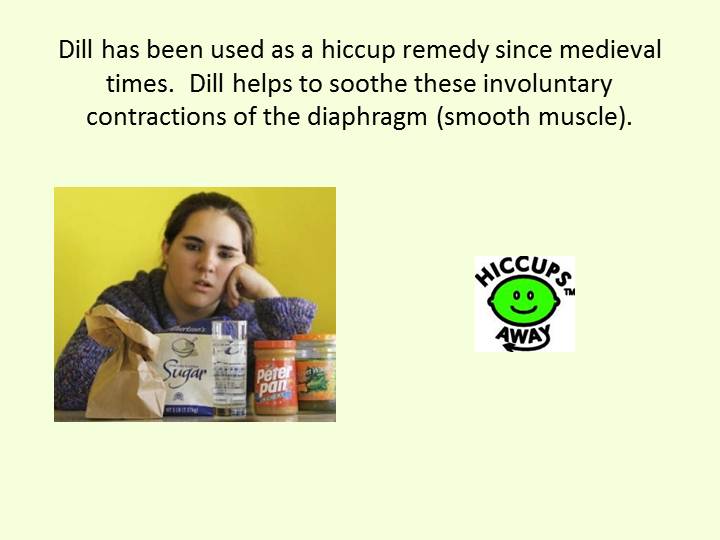 Dill has been used as a hiccup remedy since medieval
times.  Dill helps to soothe these involuntary
contractions of the diaphragm (smooth muscle).
Sugar
Peter
Pan
HICCUPS
TM
AWAY